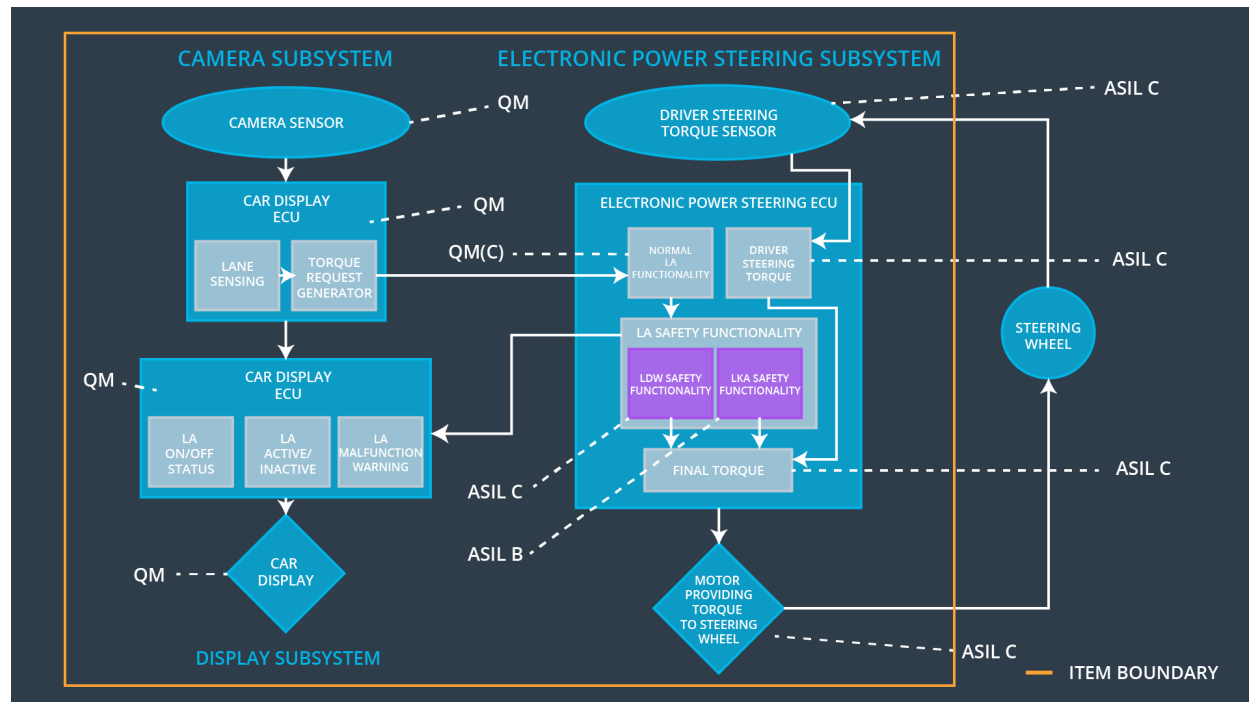 CAMERA SUBSYSTEM
ELECTRONIC POWER STEERING SUBSYSTEM
CAMERA SENSOR
QM
DRIVER STEERING
TORQUE SENSOR
ASIL C
CAR DISPLAY
ECU
QM
LANE
SENSING
TORQUE
REQUEST
GENERATOR
QM(C)
ELECTRONIC POWER STEERING ECU
NORMAL
LA
FUNCTIONALITY
DRIVER
STEERING
TORQUE
ASIL C
STEERING
WHEEL
LA SAFETY FUNCTIONALITY
LDW SAFETY
FUNCTIONALITY
LKA SAFETY
FUNCTIONALITY
QM
CAR DISPLAY
ECU
LA
ON/OFF
STATUS
LA
ACTIVE/
INACTIVE
LA
MALFUNCTION
WARNING
FINAL TORQUE
ASIL C
ASIL C
ASIL B
QM
CAR
DISPLAY
MOTOR
PROVIDING
TORQUE
TO STEERING
WHEEL
ASIL C
DISPLAY SUBSYSTEM
ITEM BOUNDARY